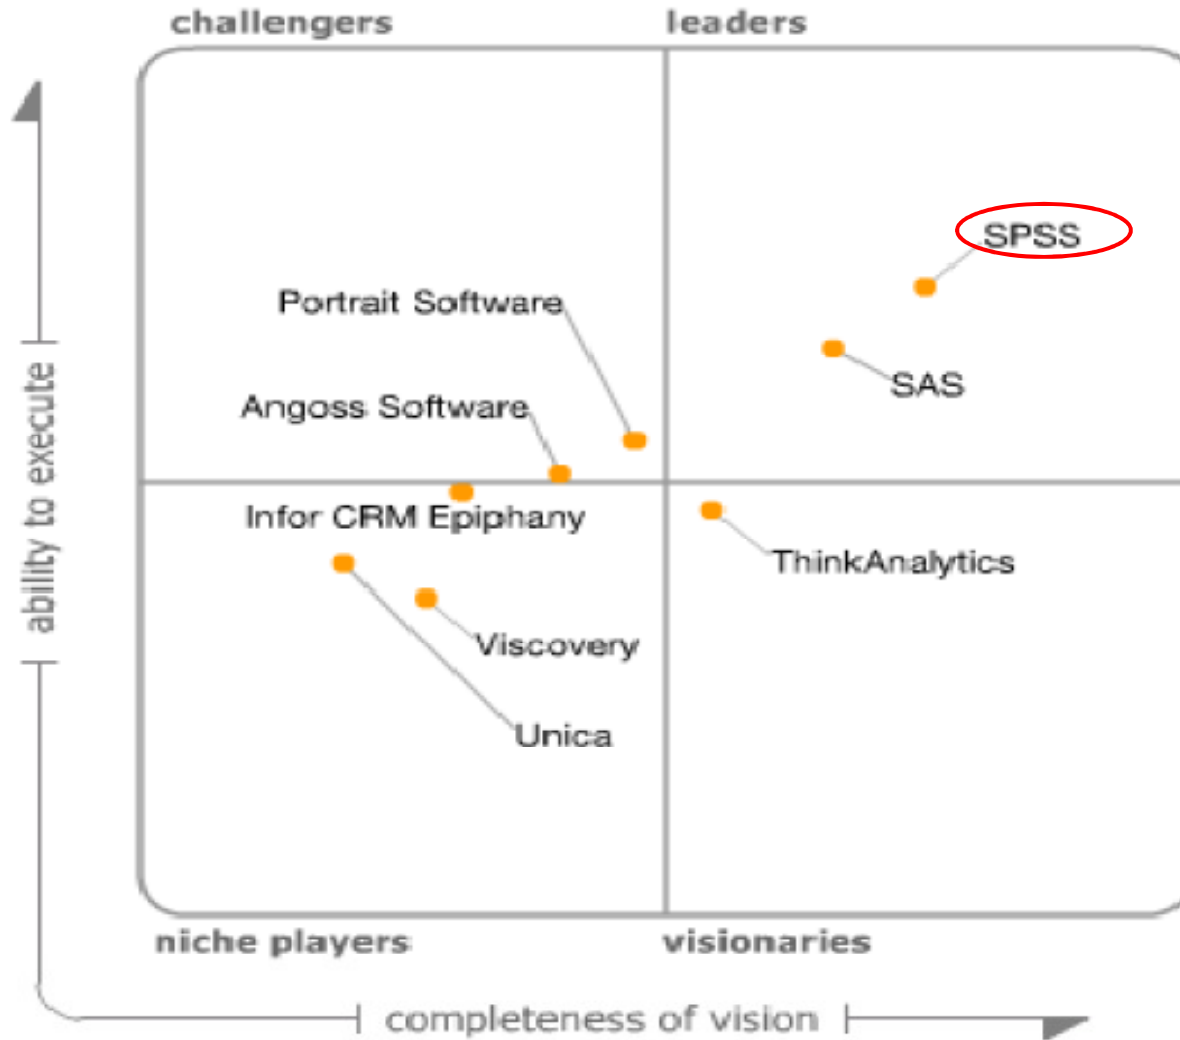 challengers
leaders
SPSS
Portrait Software
SAS
Angoss Software
Infor CRM Epiphany
ThinkAnalytics
Viscovery
Unica
ability to execute
niche players
visionaries
completeness of vision